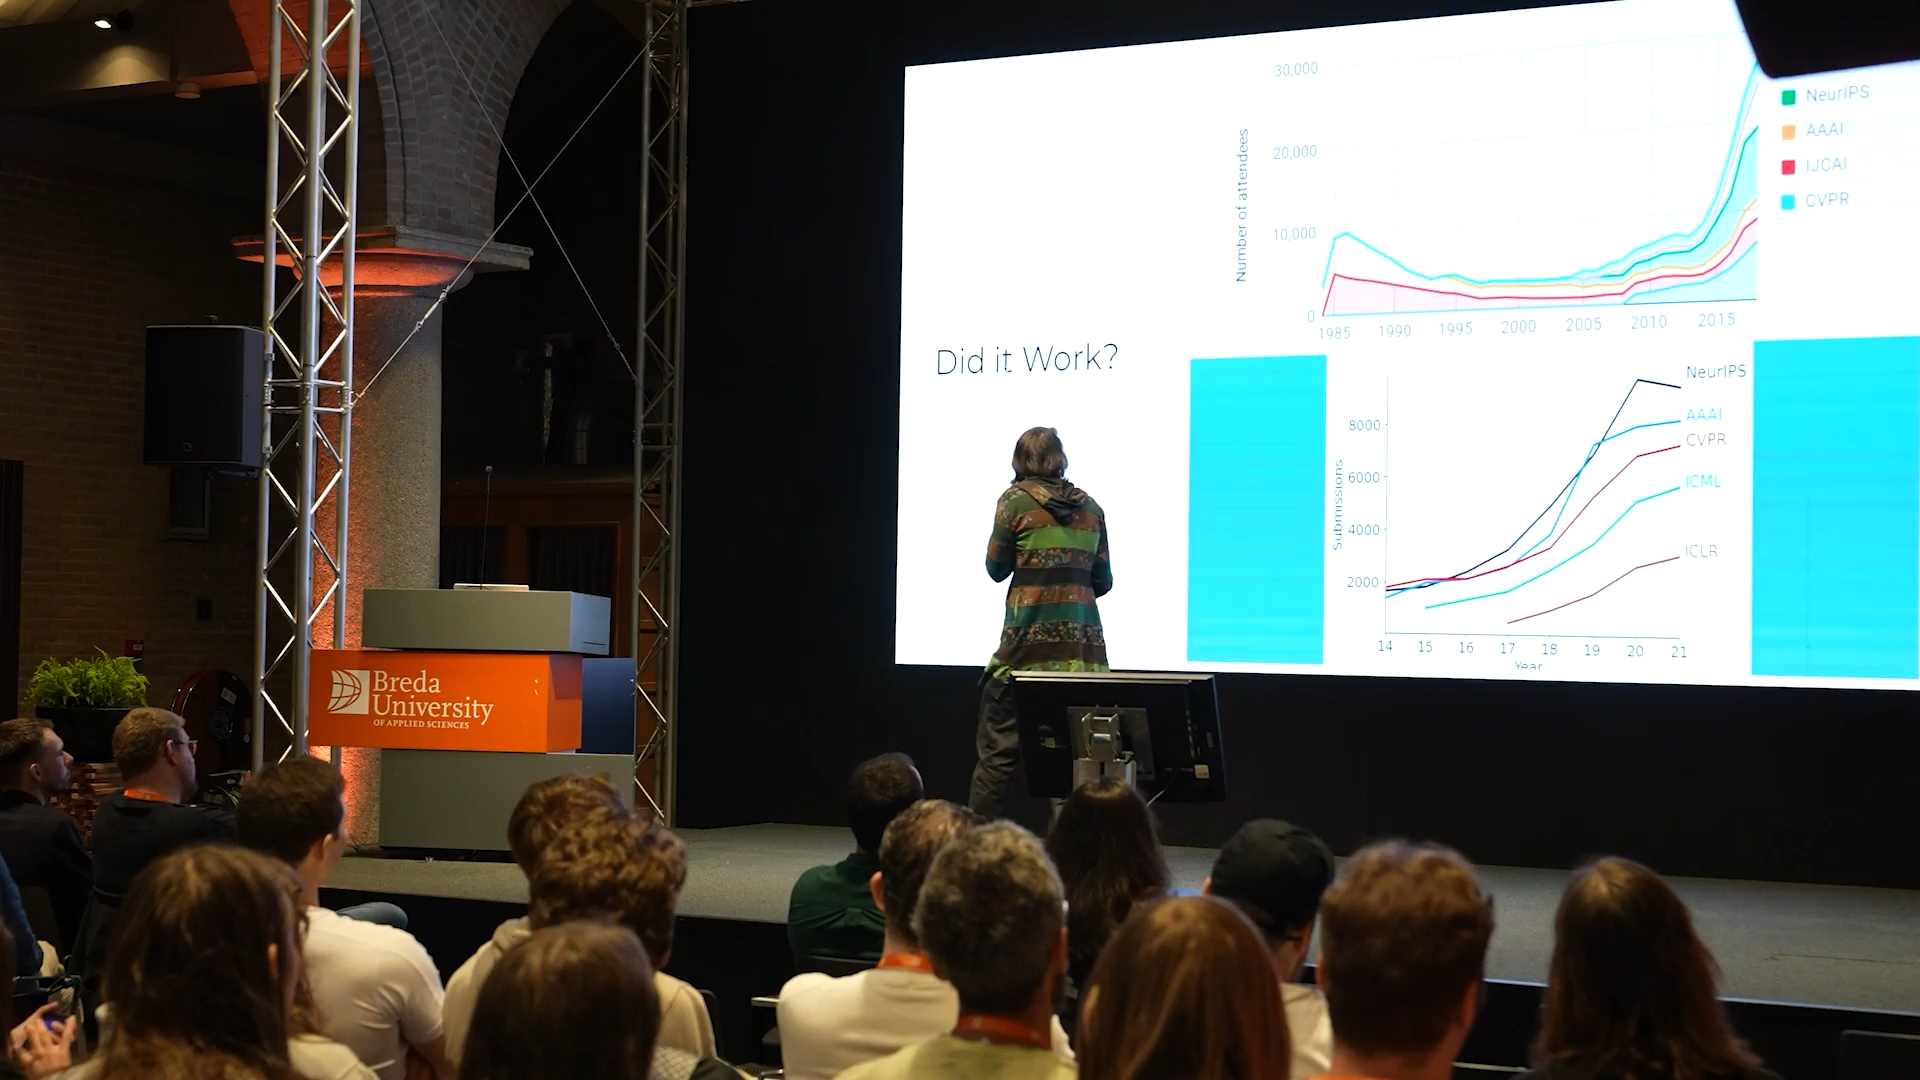 30,000
20,000
10,000
0
Number of attendees
1985 1990 1995 2000 2005 2010 2015
NeurIPS
AAAI
IJCAI
CVPR
Did it Work?
8000
6000
4000
2000
Submissions
14 15 16 17 18 19 20 21
Year
NeurIPS
AAAI
CVPR
ICML
ICLR
Breda
University
OF APPLIED SCIENCES